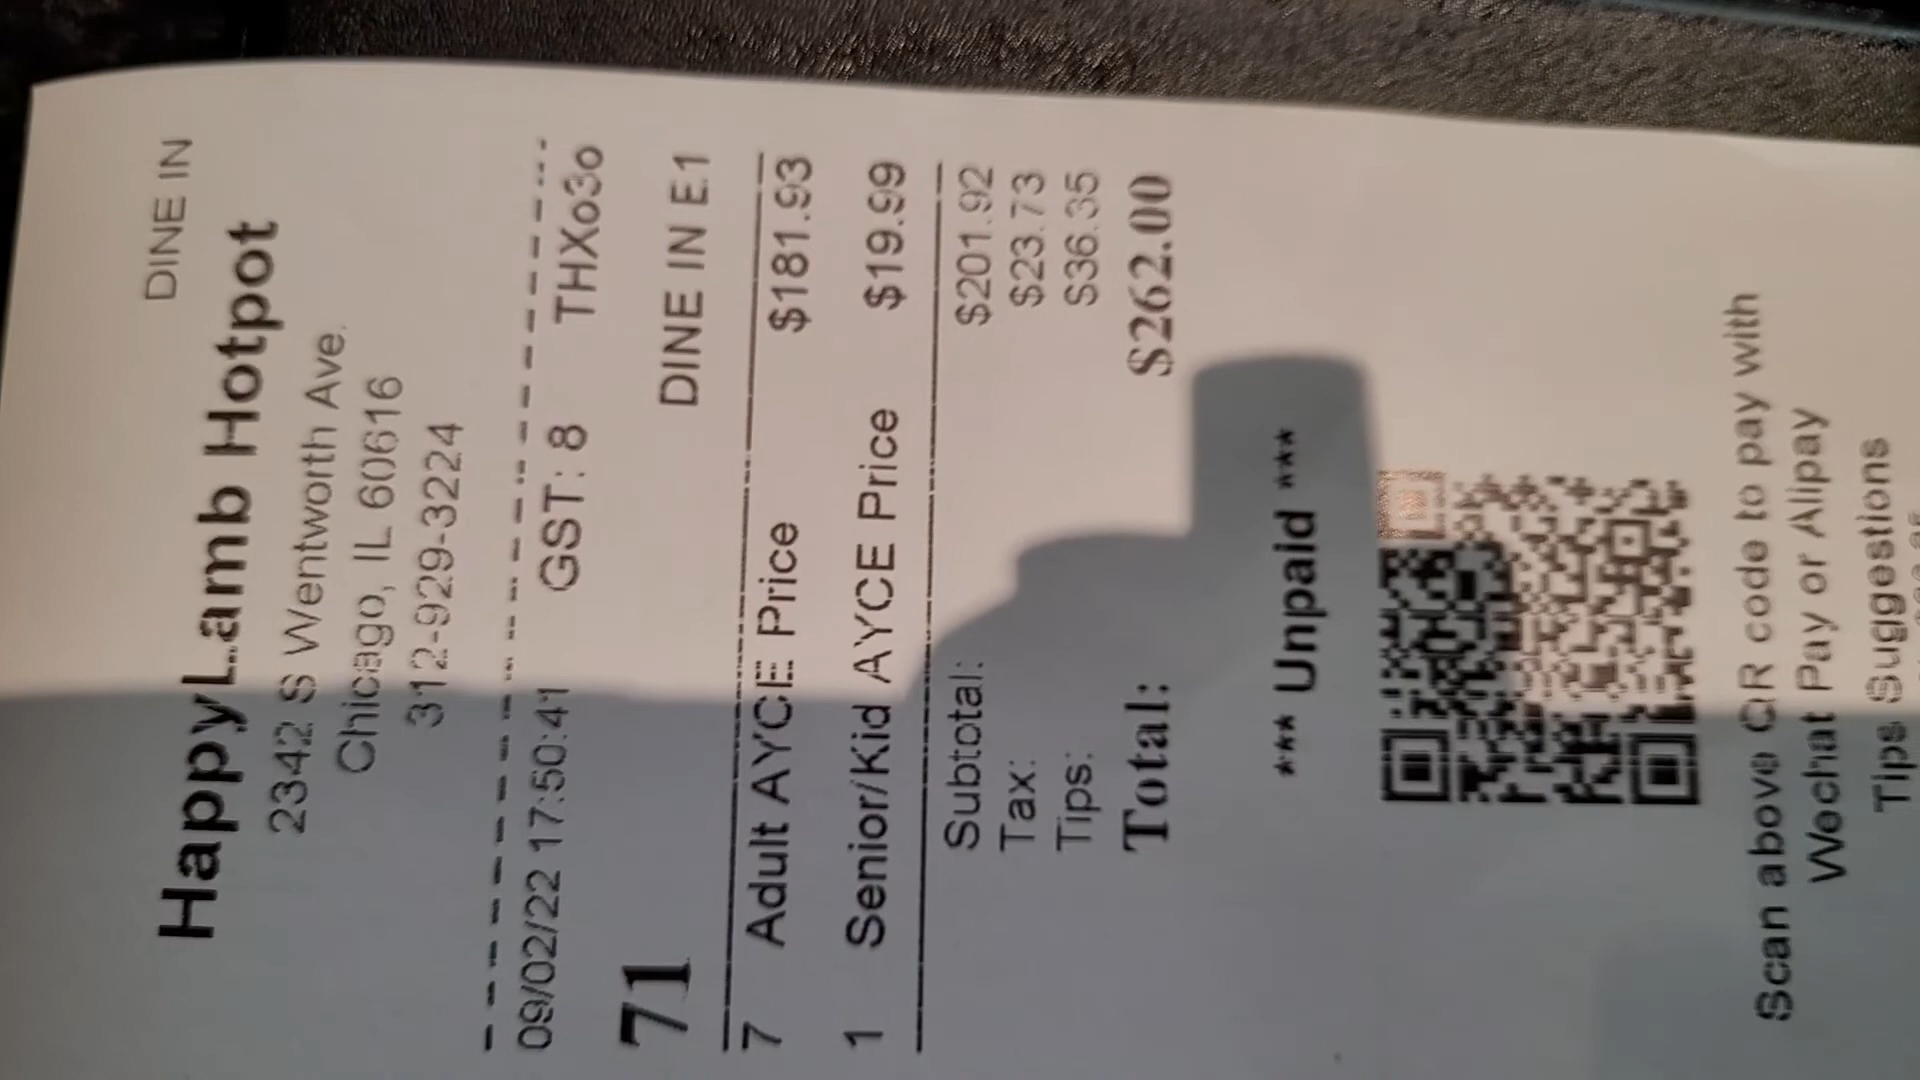 DINE IN
HappyLamb Hotpot
2342 S Wentworth Ave.
Chicago, IL 60616
312-929-3224
09/02/22 17:50:41 GST: 8 THXo3o
71 DINE IN E1
7 Adult AYCE Price $181.93
1 Senior/Kid AYCE Price $19.99
Subtotal: $201.92
Tax: $23.73
Tips: $36.35
Total: $262.00
*** Unpaid ***
Scan above QR code to pay with
Wechat Pay or Alipay
Tips Suggestions